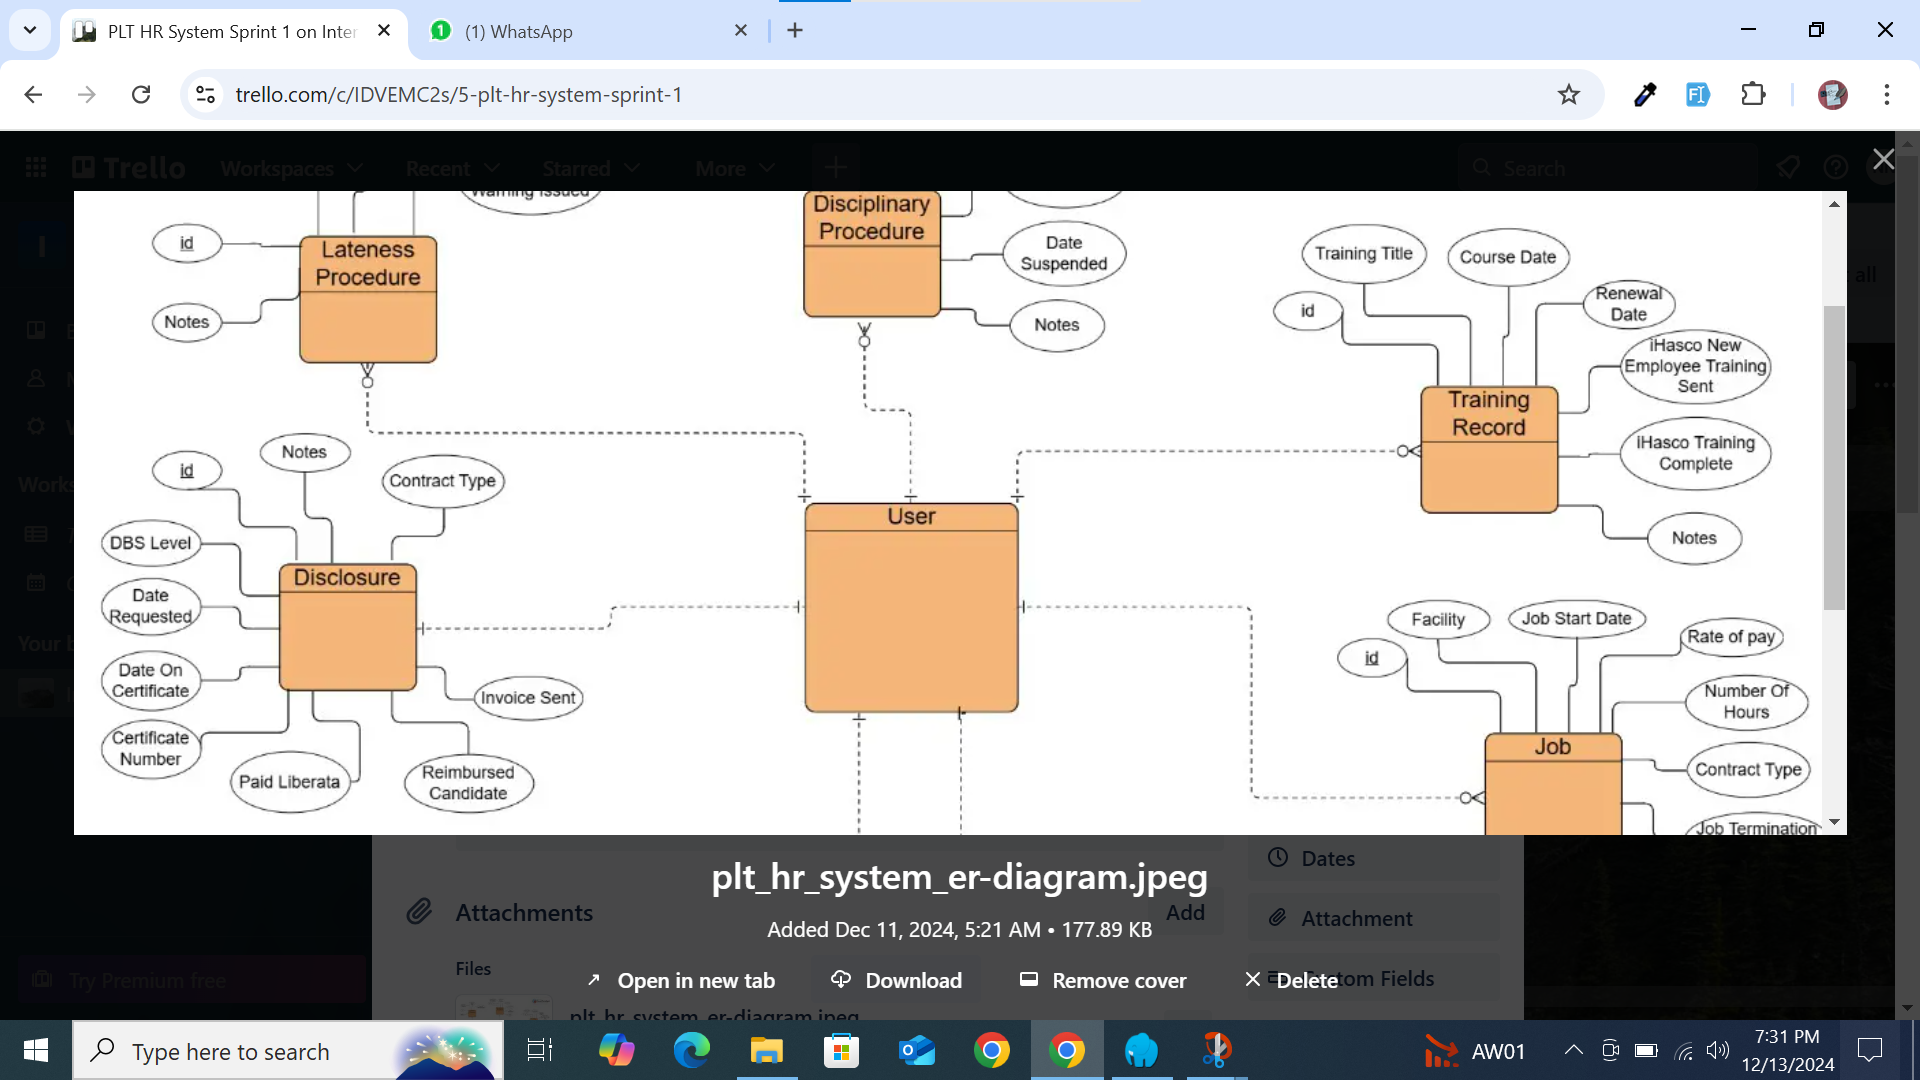 PLT HR System Sprint 1 on Inter
(1) WhatsApp
trello.com/c/IDVEMC2s/5-plt-hr-system-sprint-1
Trello
Workspaces
Recent
Starred
More
Search
Warning Issued
id
Lateness
Procedure
Notes
Disciplinary
Procedure
Date
Suspended
Notes
Training Title
Course Date
id
Renewal
Date
iHasco New
Employee Training
Sent
Training
Record
iHasco Training
Complete
Notes
id
Notes
Contract Type
DBS Level
Disclosure
Date
Requested
Date On
Certificate
Certificate
Number
Paid Liberata
Reimbursed
Candidate
Invoice Sent
User
Facility
Job Start Date
id
Rate of pay
Number Of
Hours
Job
Contract Type
Job Termination
all
Works
Your b
plt_hr_system_er-diagram.jpeg
Added Dec 11, 2024, 5:21 AM • 177.89 KB
Open in new tab
Download
Remove cover
Delete
Attachments
Add
Files
plt_hr_system_er-diagram.jpeg
Dates
Attachment
Custom Fields
Try Premium free
Type here to search
AW01
7:31 PM
12/13/2024